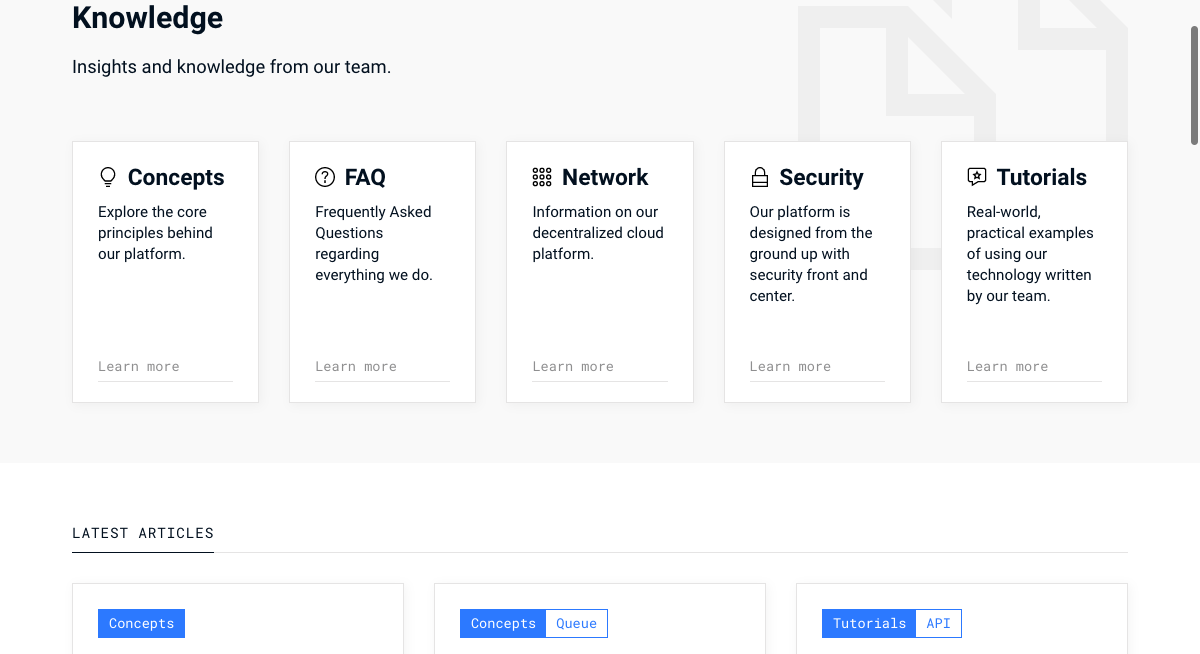 Knowledge
Insights and knowledge from our team.
Concepts
Explore the core
principles behind
our platform.
Learn more
FAQ
Frequently Asked
Questions
regarding
everything we do.
Learn more
Network
Information on our
decentralized cloud
platform.
Learn more
Security
Our platform is
designed from the
ground up with
security front and
center.
Learn more
Tutorials
Real-world,
practical examples
of using our
technology written
by our team.
Learn more
LATEST ARTICLES
Concepts
Concepts Queue
Tutorials API